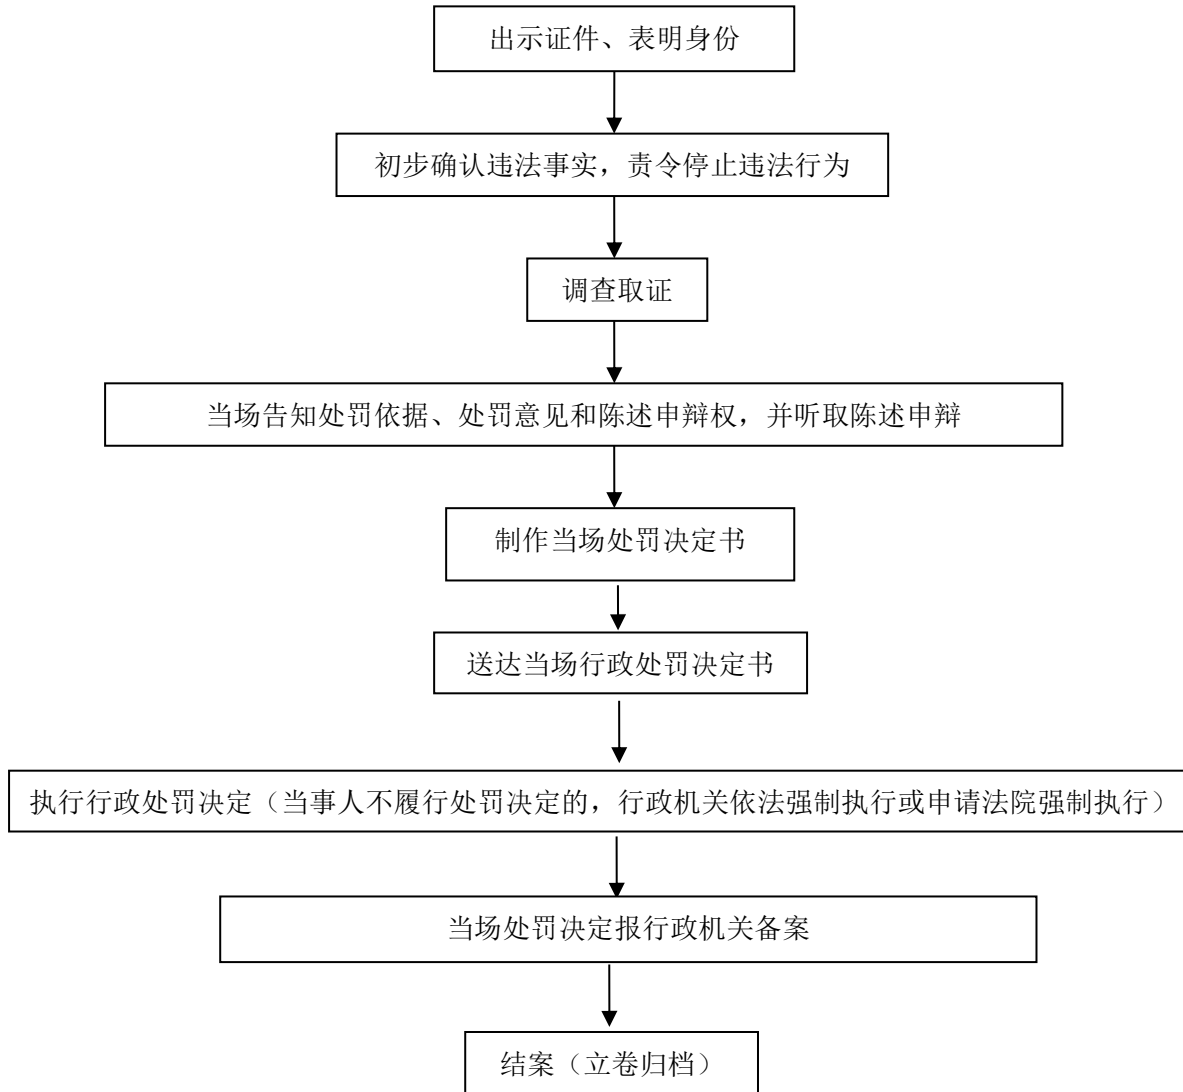 出示证件、表明身份
初步确认违法事实，责令停止违法行为
调查取证
当场告知处罚依据、处罚意见和陈述申辩权，并听取陈述申辩
制作当场处罚决定书
送达当场行政处罚决定书
执行行政处罚决定（当事人不履行处罚决定的，行政机关依法强制执行或申请法院强制执行）
当场处罚决定报行政机关备案
结案（立卷归档）